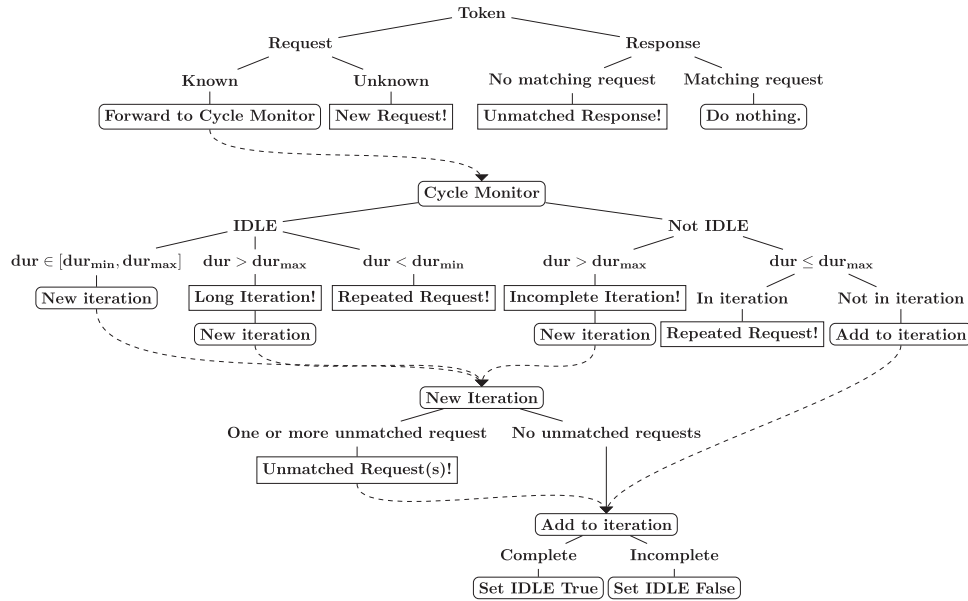 Token
Request
Response
Known
Unknown
No matching request
Matching request
Forward to Cycle Monitor
New Request!
Unmatched Response!
Do nothing.
Cycle Monitor
IDLE
Not IDLE
dur ∈ [dur_min, dur_max]
dur > dur_max
dur < dur_min
dur > dur_max
dur ≤ dur_max
New iteration
Long Iteration!
Repeated Request!
Incomplete Iteration!
In iteration
Not in iteration
New iteration
New iteration
Repeated Request!
Add to iteration
New Iteration
One or more unmatched request
No unmatched requests
Unmatched Request(s)!
Add to iteration
Complete
Incomplete
Set IDLE True
Set IDLE False